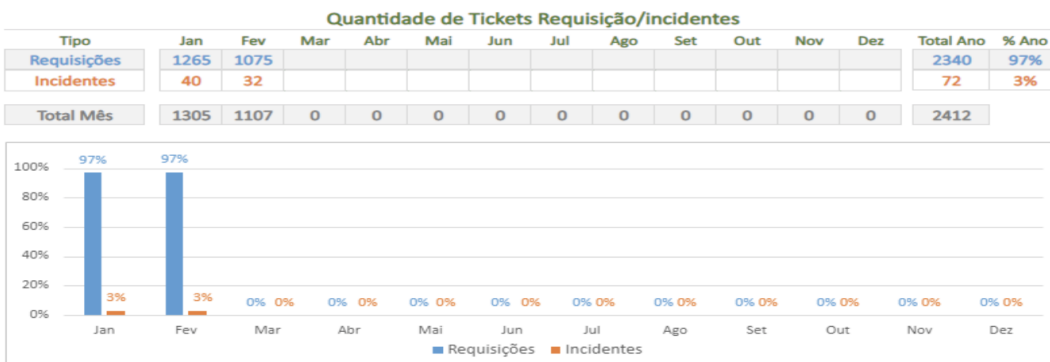 Quantidade de Tickets Requisição/incidentes
Tipo Jan Fev Mar Abr Mai Jun Jul Ago Set Out Nov Dez Total Ano % Ano
Requisições 1265 1075 2340 97%
Incidentes 40 32 72 3%
Total Mês 1305 1107 0 0 0 0 0 0 0 0 0 0 2412
97% 97%
100%
80%
60%
40%
20%
3% 3% 0% 0% 0% 0% 0% 0% 0% 0% 0% 0% 0% 0% 0% 0% 0% 0% 0% 0% 0% 0%
0%
Jan Fev Mar Abr Mai Jun Jul Ago Set Out Nov Dez
Requisições Incidentes